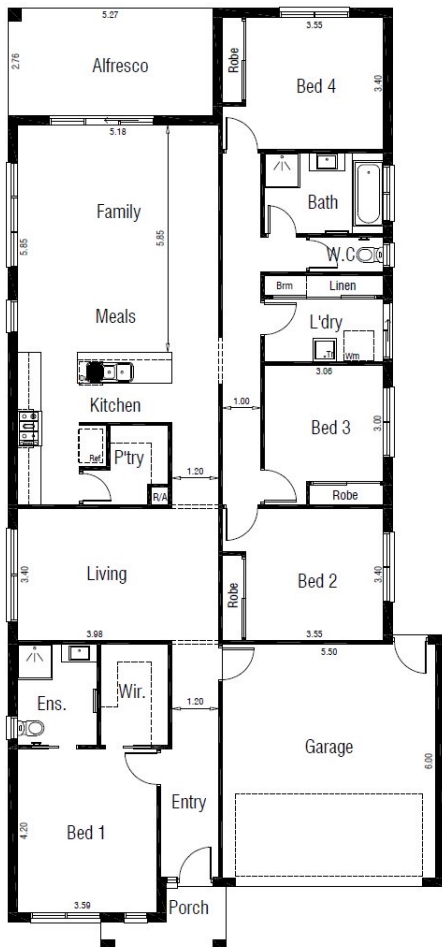 5.27
3.55
2.76
Alfresco
Robe
Bed 4
3.40
5.18
Family
Bath
5.85
5.85
W.C
Brm
Linen
Meals
L'dry
Tr
Wm
3.06
Kitchen
1.00
Bed 3
3.00
Ref
P'try
1.20
R/A
Robe
Living
3.40
Robe
Bed 2
3.40
3.98
3.55
5.50
Ens.
Wir.
1.20
Garage
6.00
Entry
4.20
Bed 1
3.59
Porch